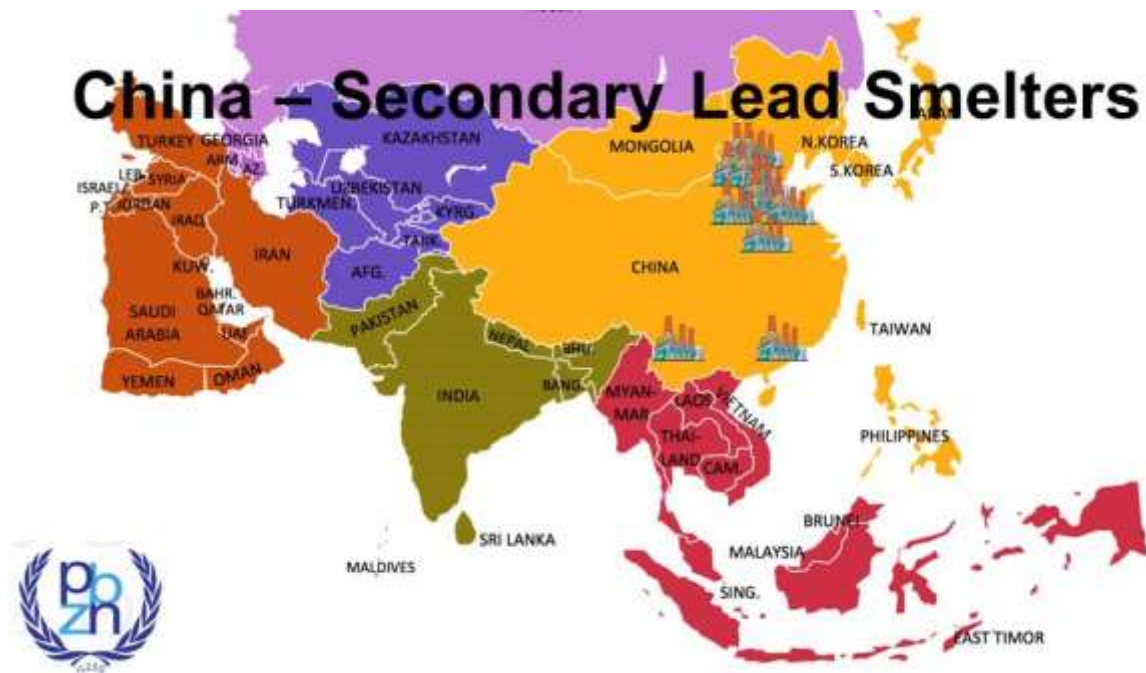 China – Secondary Lead Smelters
TURKEY
GEORGIA
ARM.
AZ.
KAZAKHSTAN
MONGOLIA
N.KOREA
S.KOREA
LEB.
SYRIA
ISRAEL/
P.T.
JORDAN
IRAQ
UZBEKISTAN
TURKMEN.
KYRG.
TAJIK.
KUW.
IRAN
AFG.
CHINA
BAHR.
QATAR
SAUDI
ARABIA
UAE
PAKISTAN
NEPAL
BHU.
TAIWAN
YEMEN
OMAN
INDIA
BANG.
MYAN-
MAR
LAOS
VIETNAM
THAI-
LAND
CAM.
PHILIPPINES
SRI LANKA
MALDIVES
BRUNEI
MALAYSIA
SING.
EAST TIMOR
pb
zn